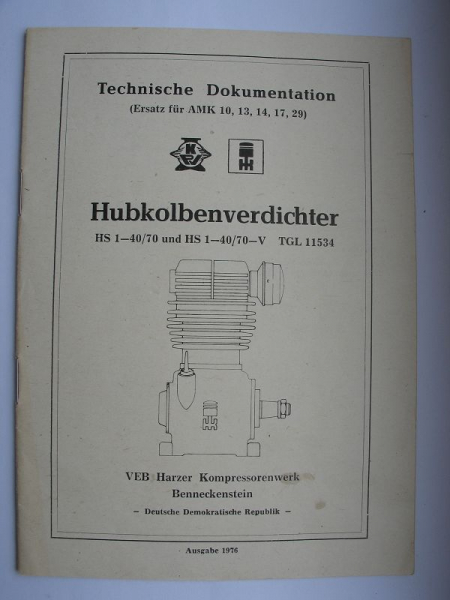 Technische Dokumentation
(Ersatz für AMK 10, 13, 14, 17, 29)
Hubkolbenverdichter
HS 1—40/70 und HS 1—40/70—V TGL 11534
VEB Harzer Kompressorenwerk
Benneckenstein
— Deutsche Demokratische Republik —
Ausgabe 1976